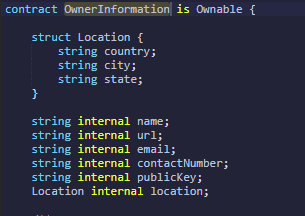 contract OwnerInformation is Ownable {
struct Location {
string country;
string city;
string state;
}
string internal name;
string internal url;
string internal email;
string internal contactNumber;
string internal publicKey;
Location internal location;